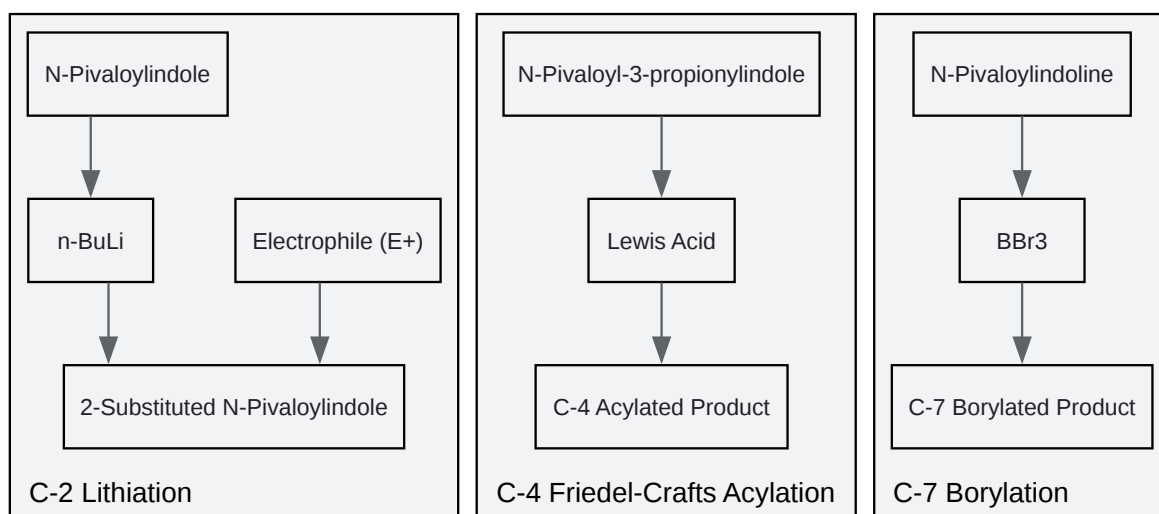 N-Pivaloylindole
n-BuLi
Electrophile (E+)
2-Substituted N-Pivaloylindole
C-2 Lithiation
N-Pivaloyl-3-propionylindole
Lewis Acid
C-4 Acylated Product
C-4 Friedel-Crafts Acylation
N-Pivaloylindoline
BBr3
C-7 Borylated Product
C-7 Borylation